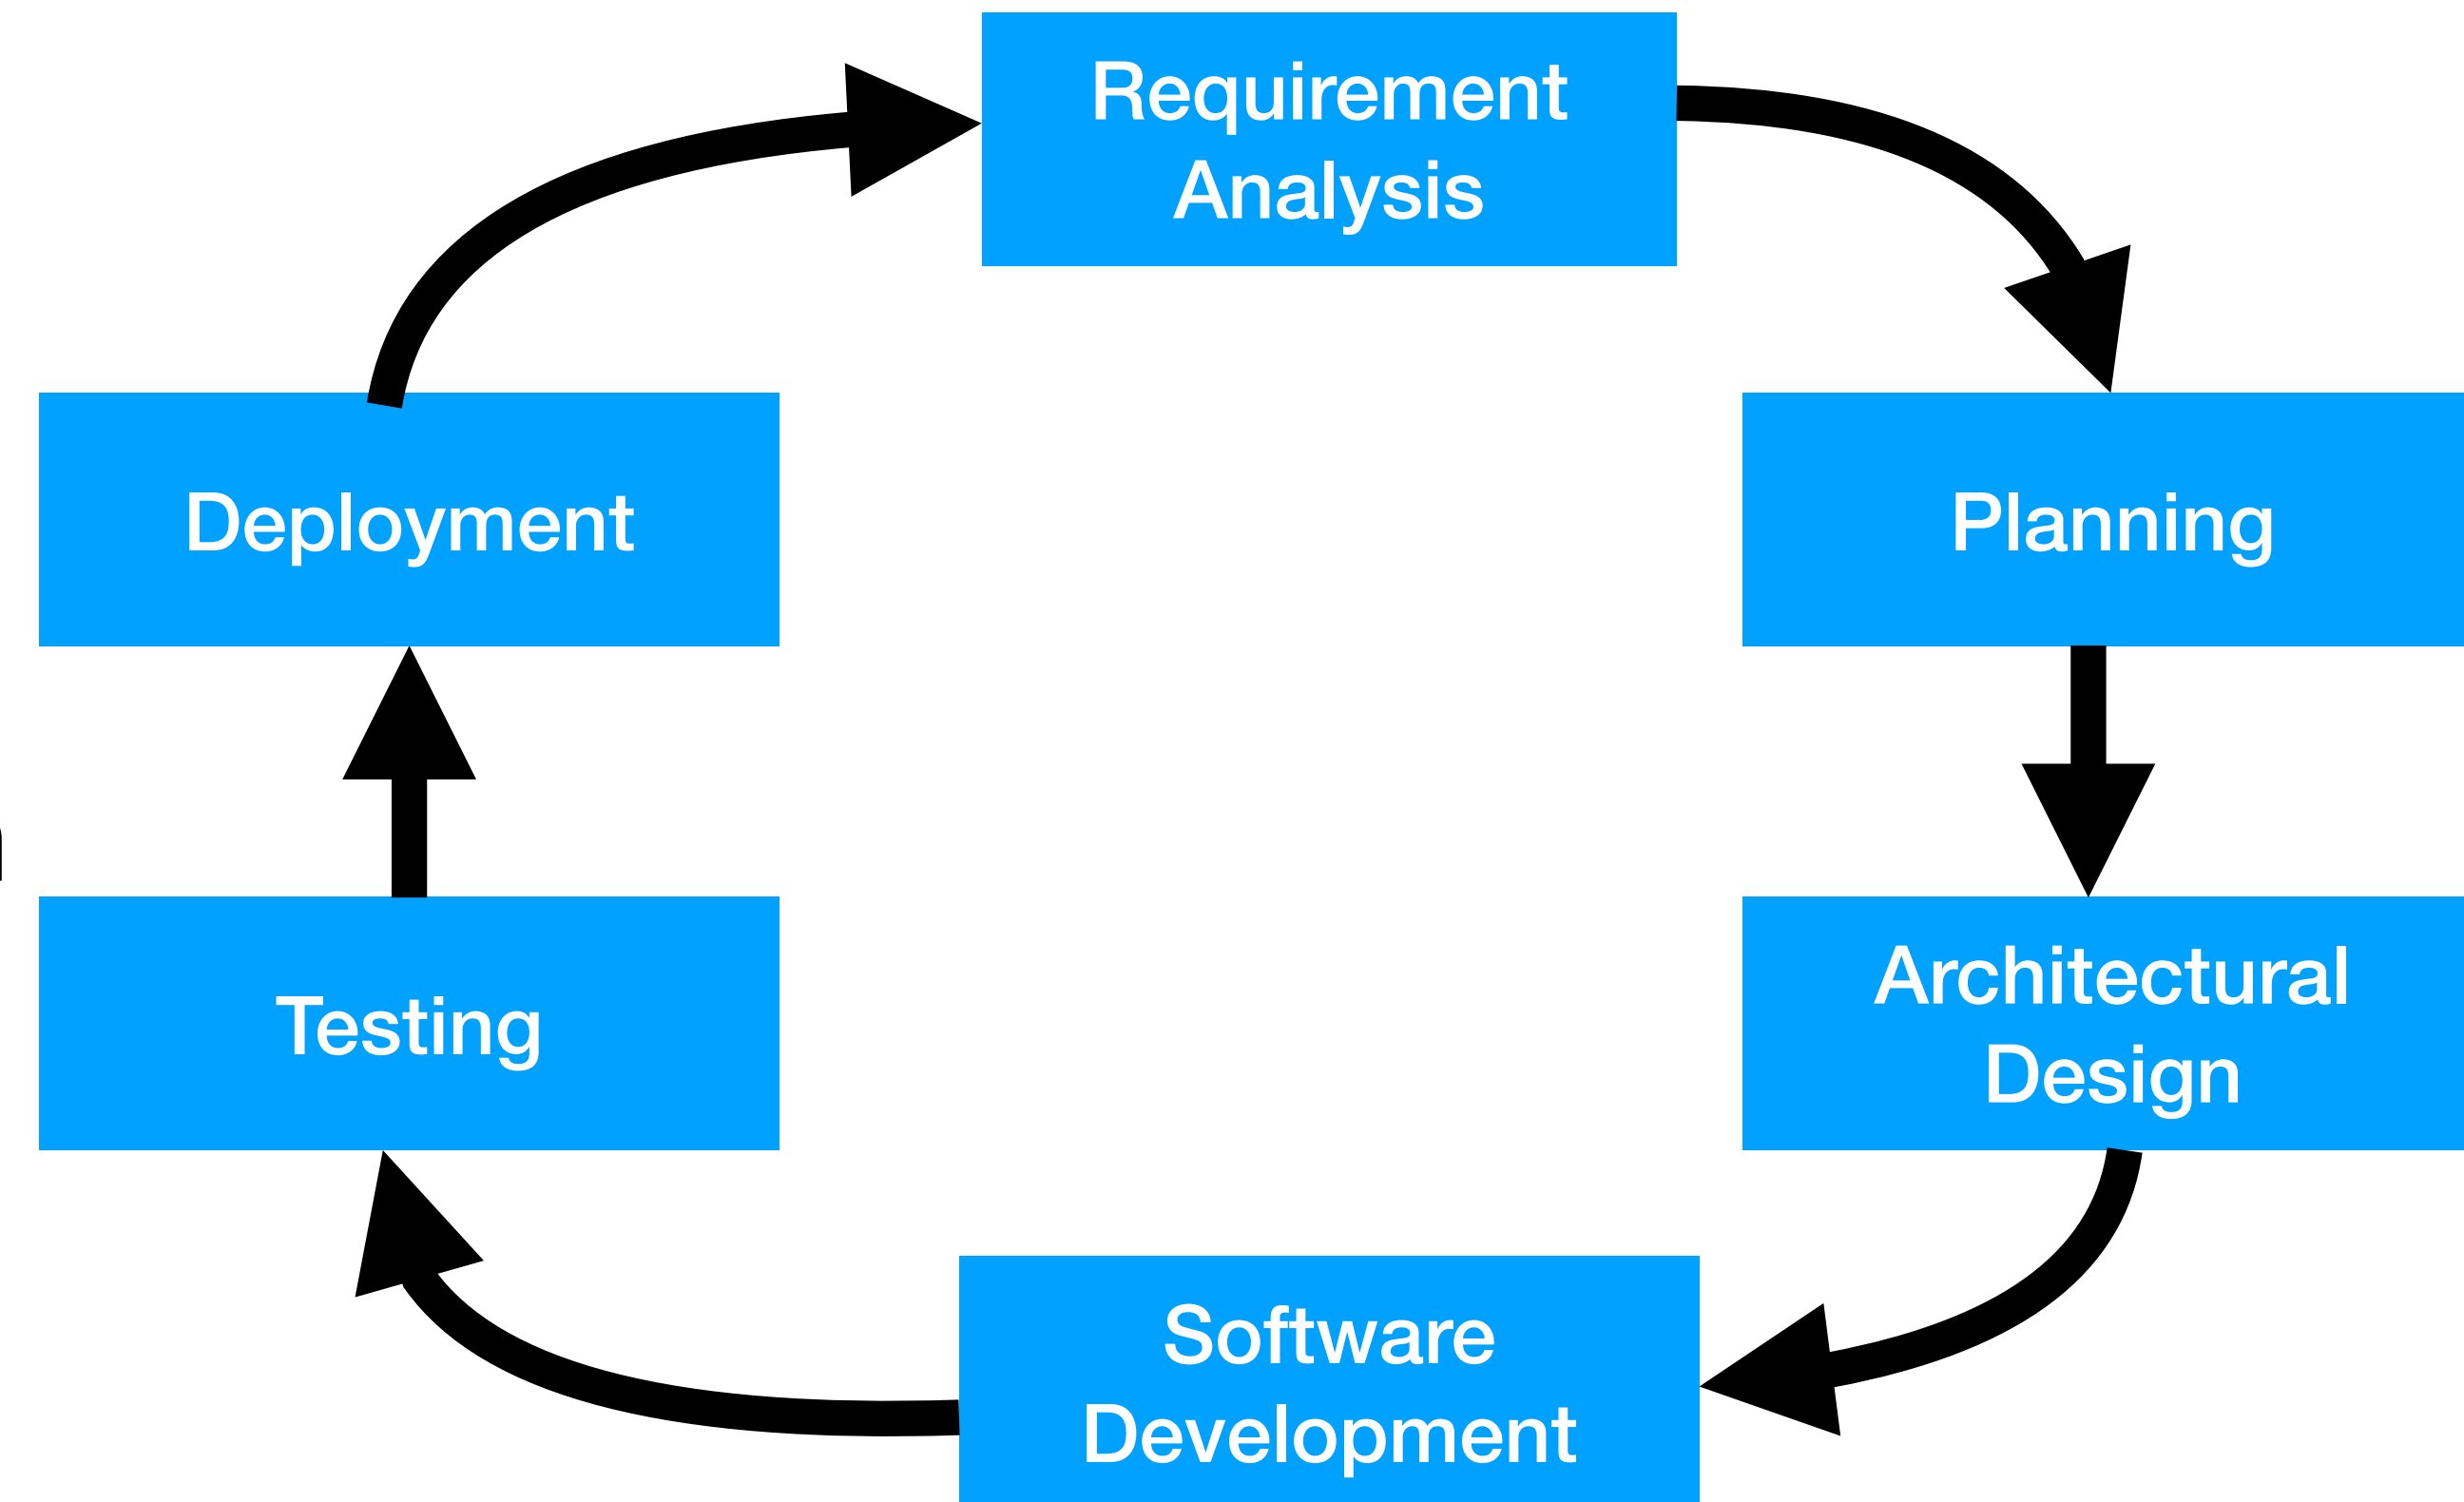 Requirement
Analysis
Deployment
Planning
Testing
Architectural
Design
Software
Development